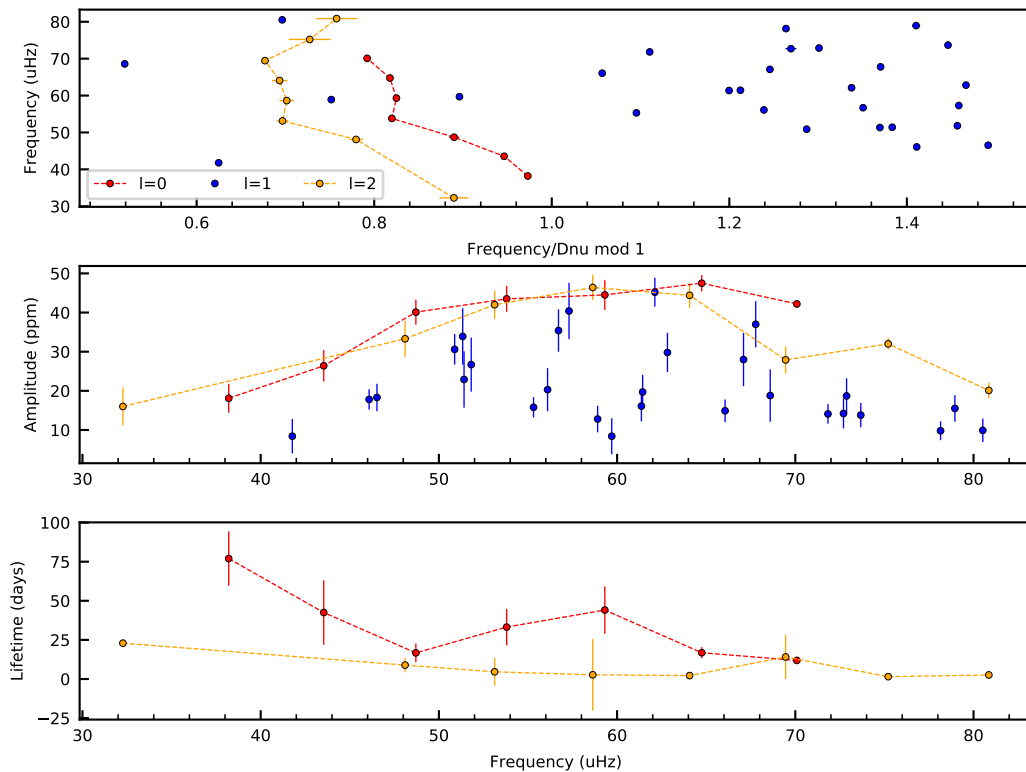 80
70
60
50
40
30
Frequency (uHz)
l=0 l=1 l=2
0.6 0.8 1.0 1.2 1.4
Frequency/Dnu mod 1
50
40
30
20
10
Amplitude (ppm)
30 40 50 60 70 80
100
75
50
25
0
−25
Lifetime (days)
30 40 50 60 70 80
Frequency (uHz)